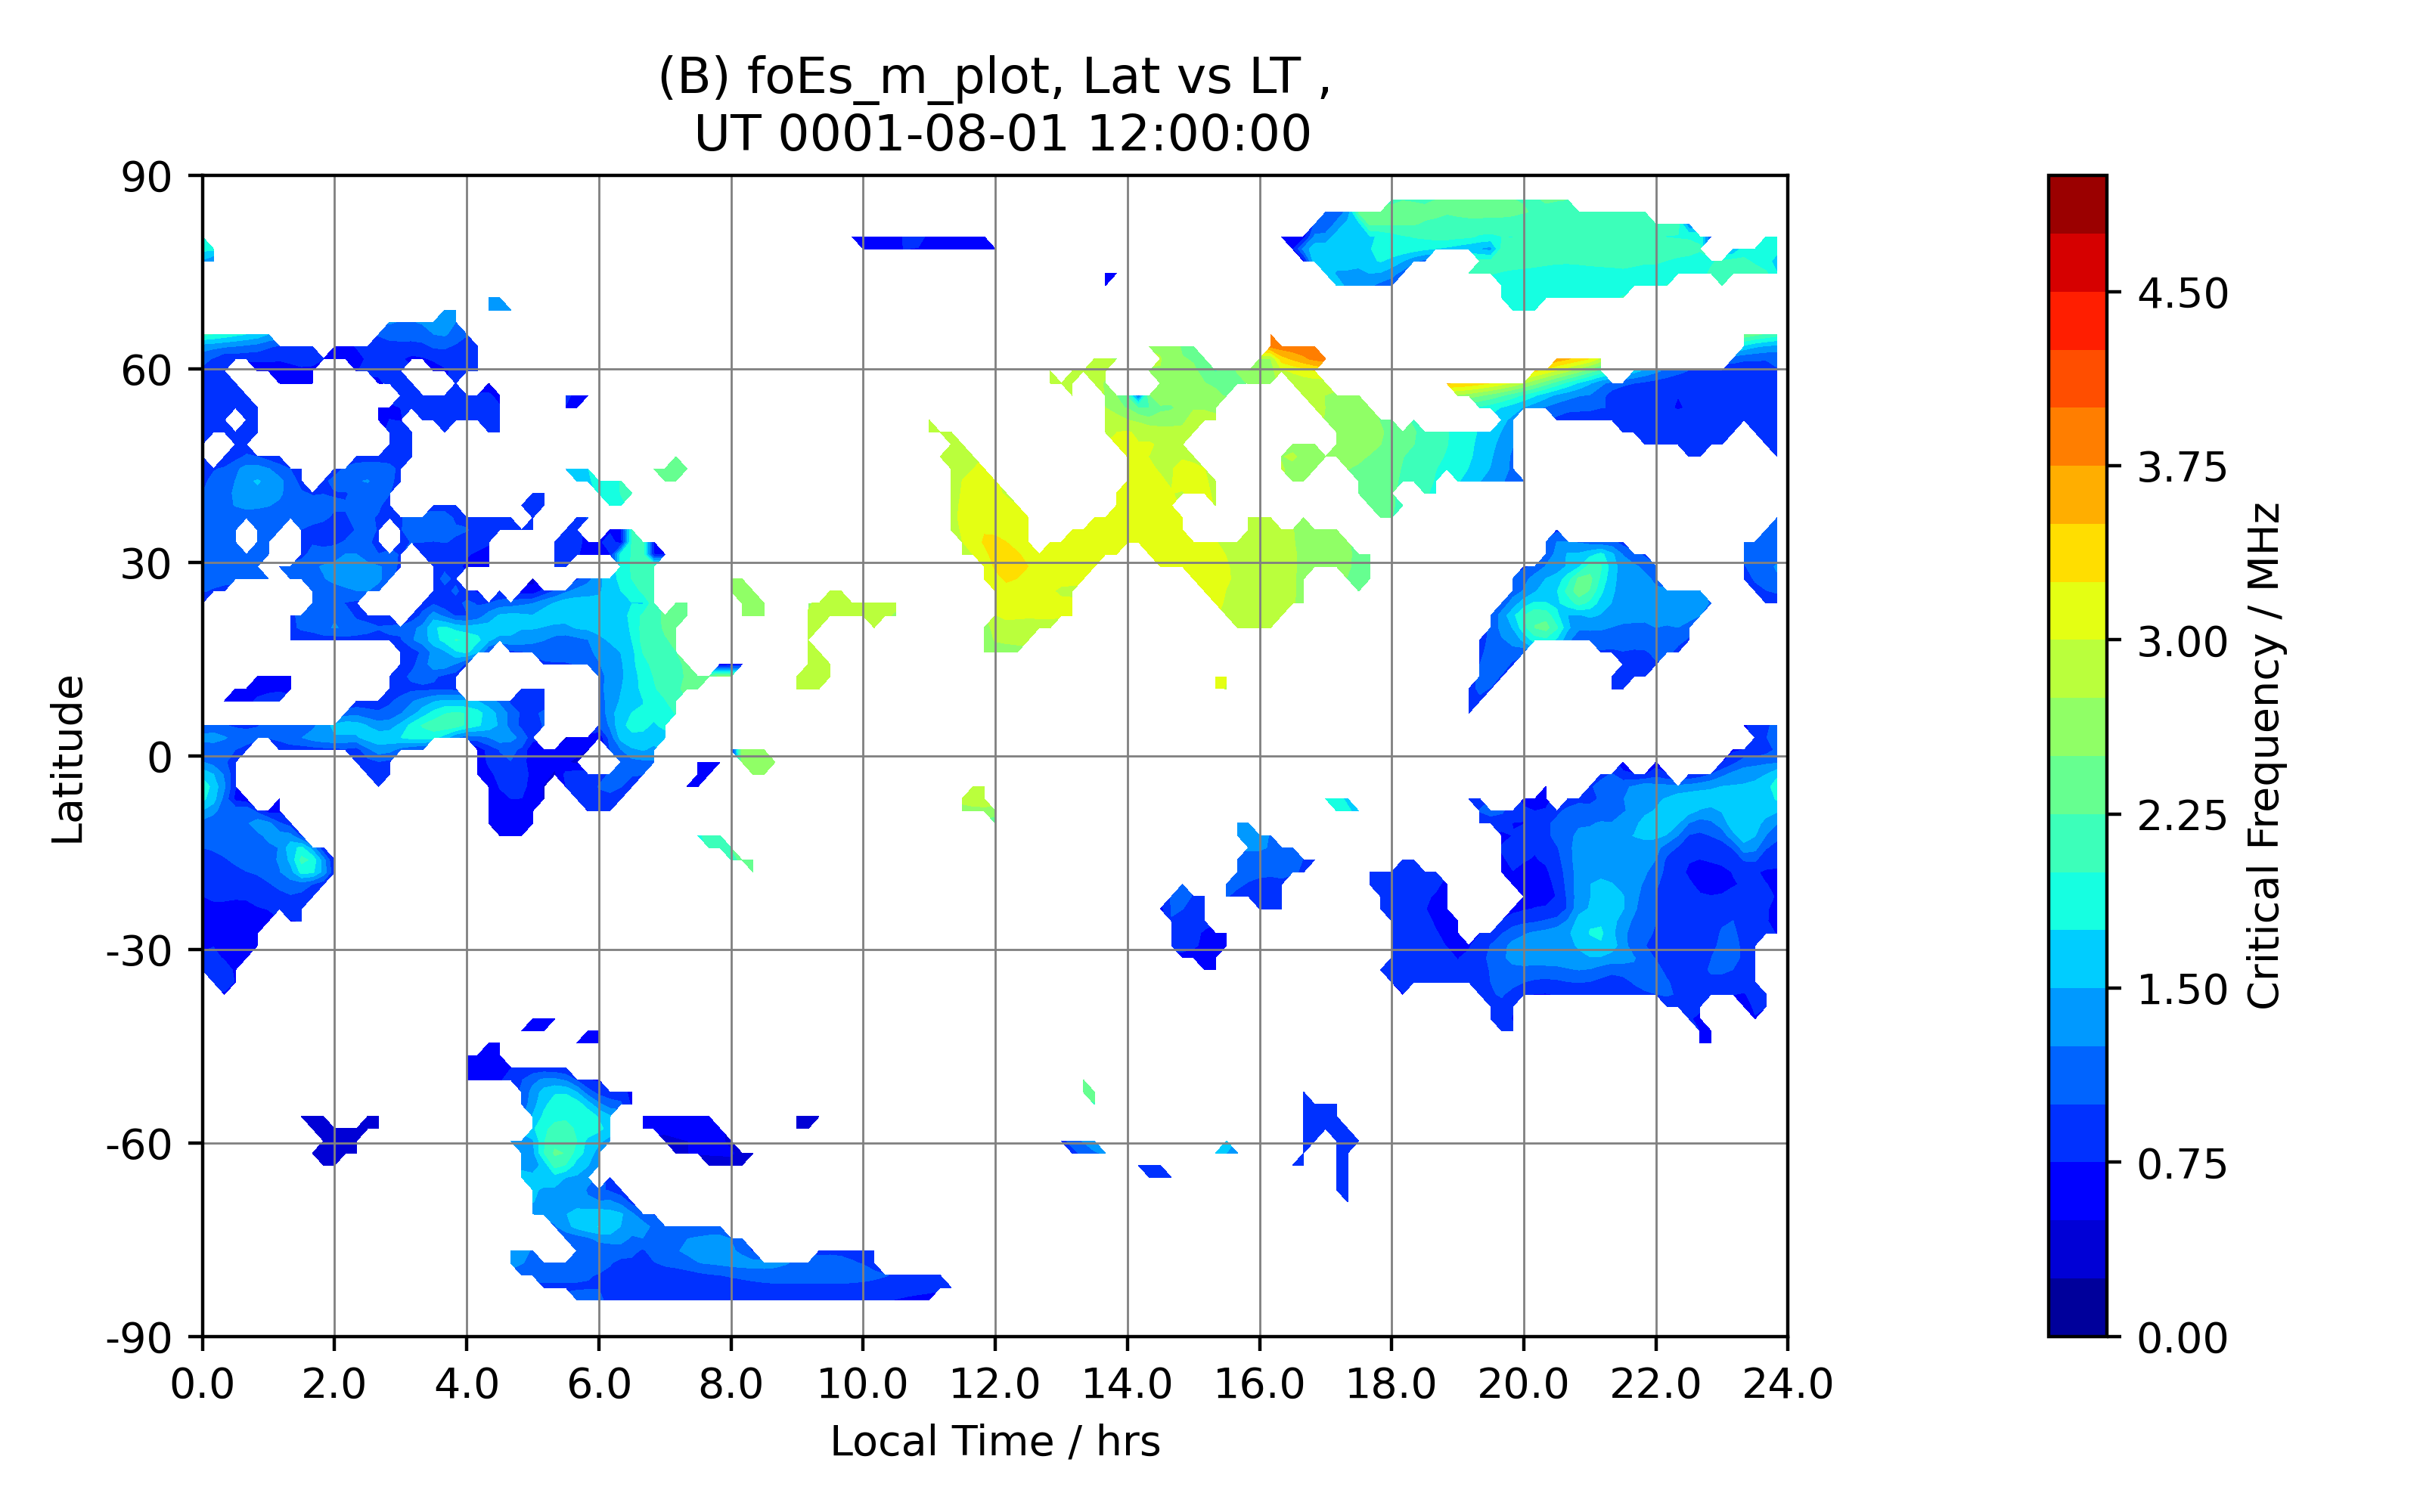 (B) foEs_m_plot, Lat vs LT ,
UT 0001-08-01 12:00:00
90
60
30
0
-30
-60
-90
Latitude
0.0 2.0 4.0 6.0 8.0 10.0 12.0 14.0 16.0 18.0 20.0 22.0 24.0
Local Time / hrs
4.50
3.75
3.00
2.25
1.50
0.75
0.00
Critical Frequency / MHz